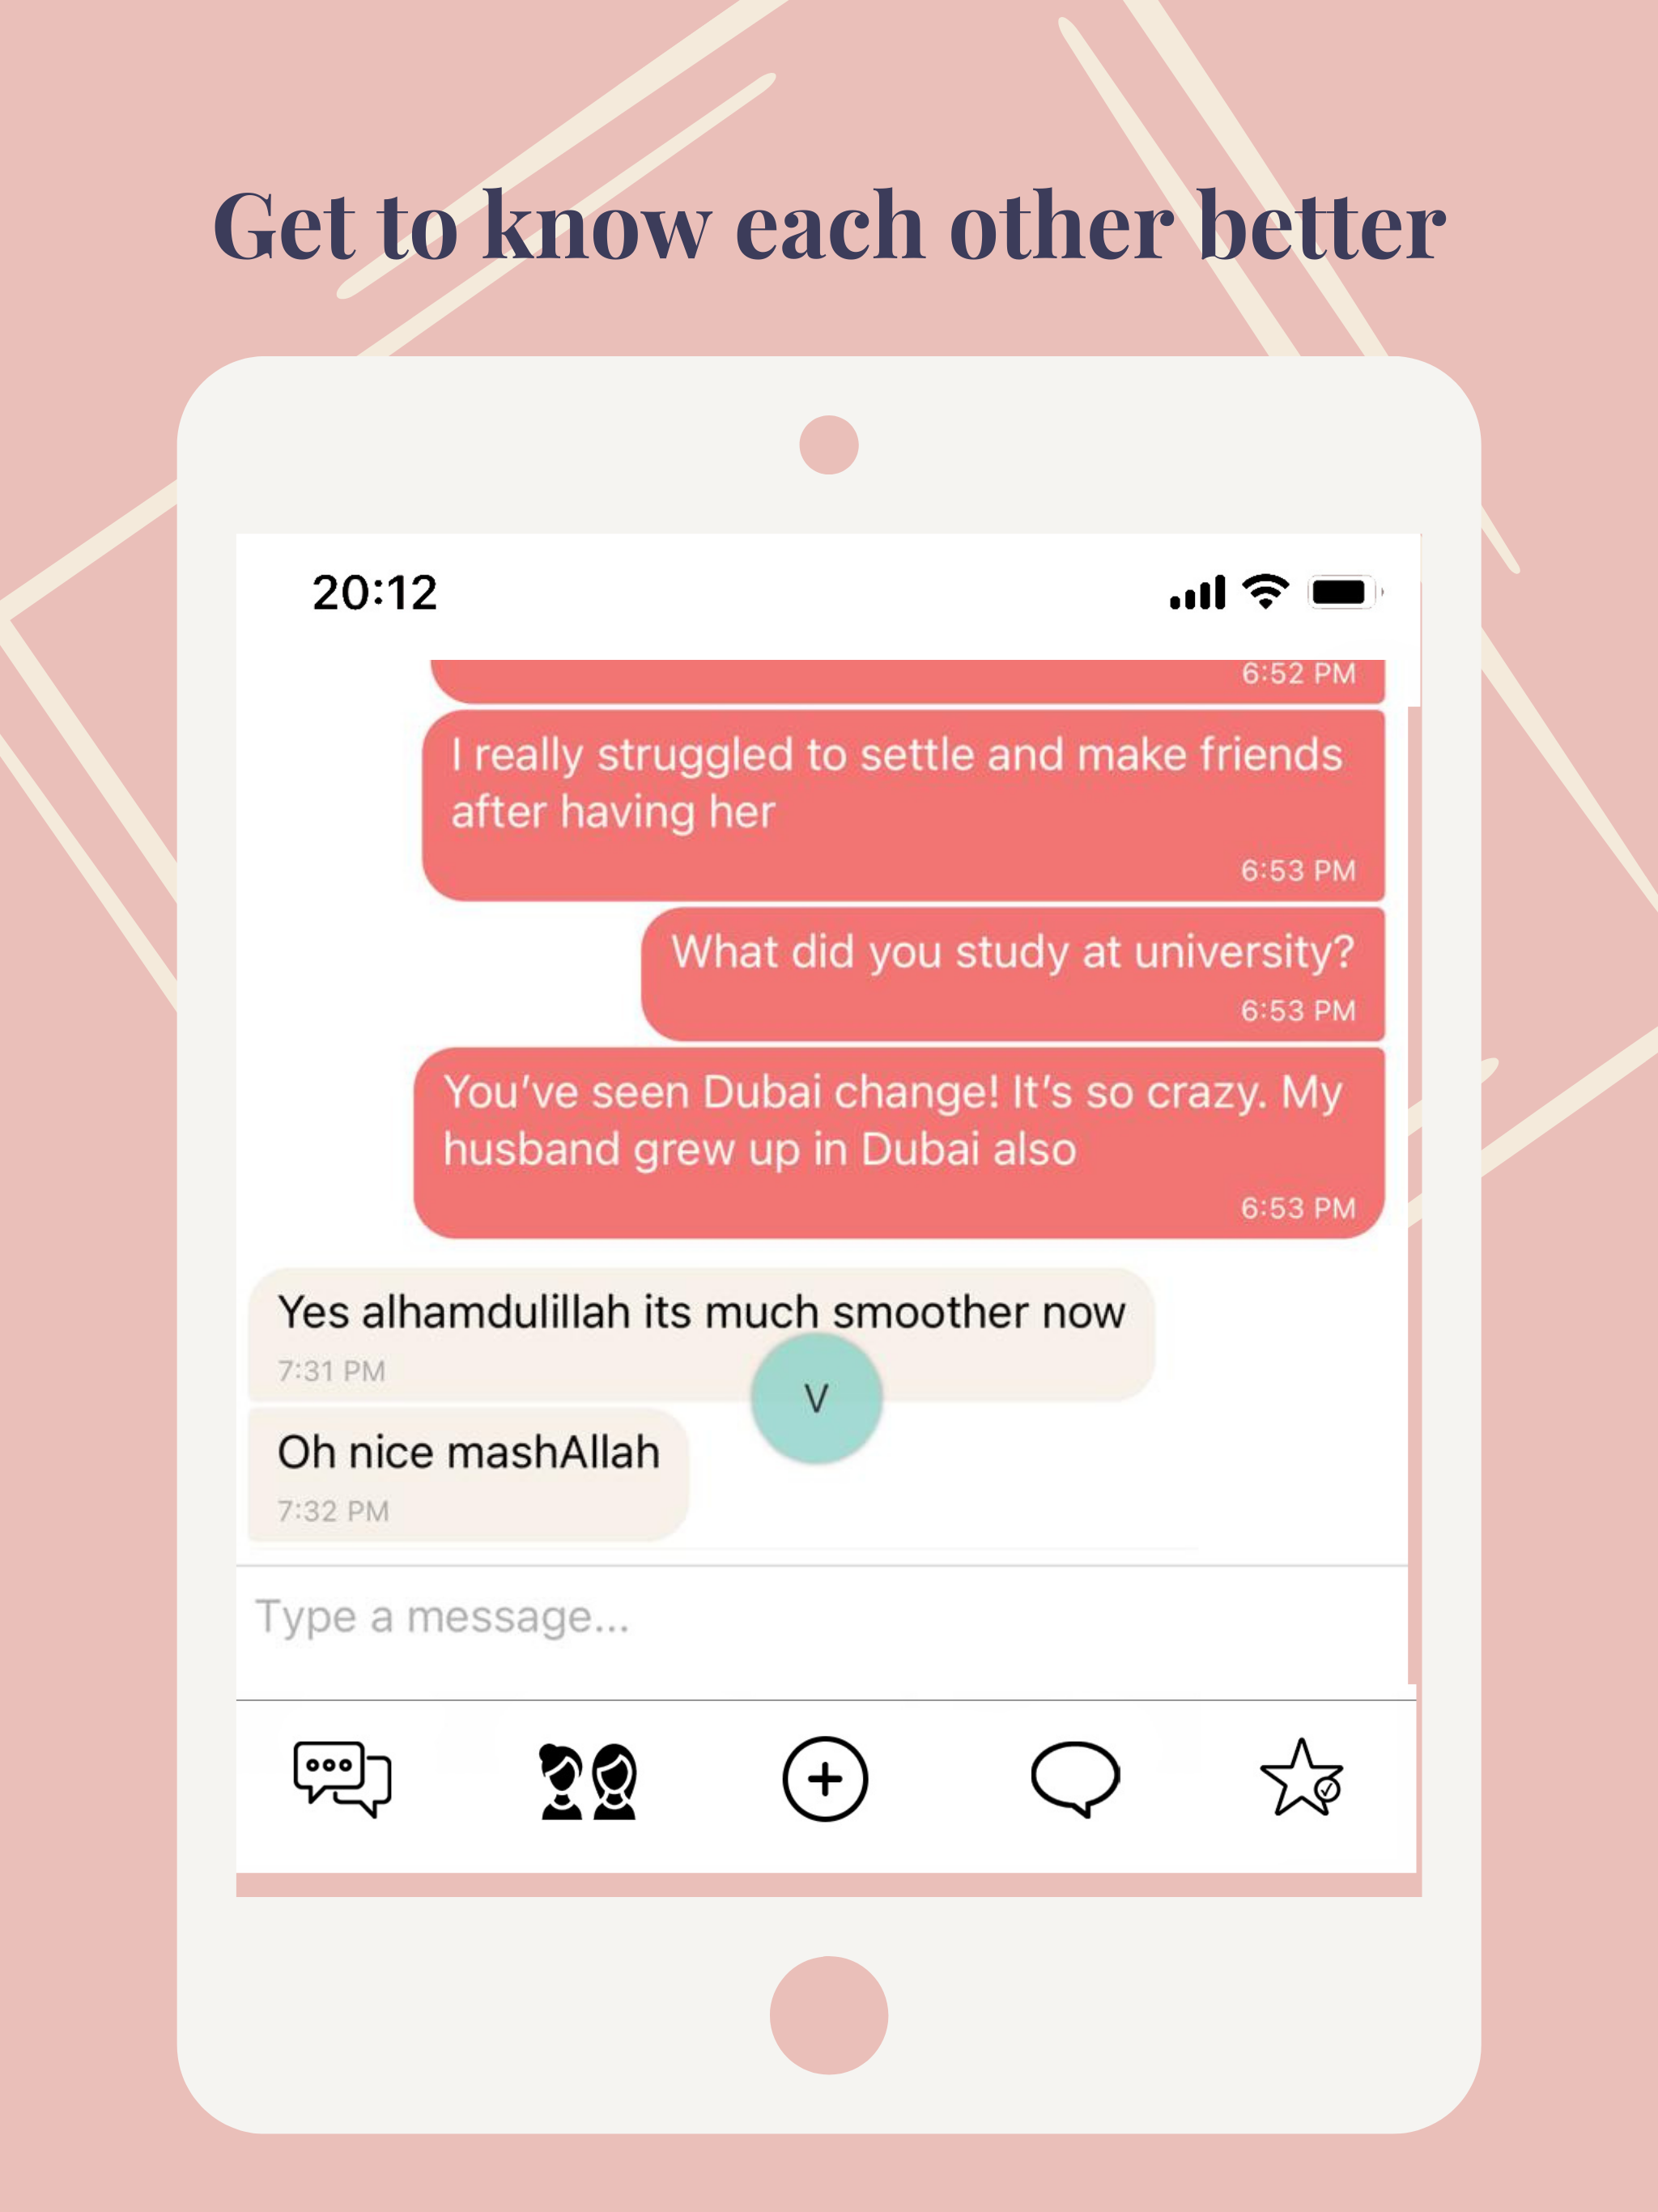 Get to know each other better
20:12
6:52 PM
I really struggled to settle and make friends
after having her
6:53 PM
What did you study at university?
6:53 PM
You've seen Dubai change! It's so crazy. My
husband grew up in Dubai also
6:53 PM
Yes alhamdulillah its much smoother now
7:31 PM
V
Oh nice mashAllah
7:32 PM
Type a message...